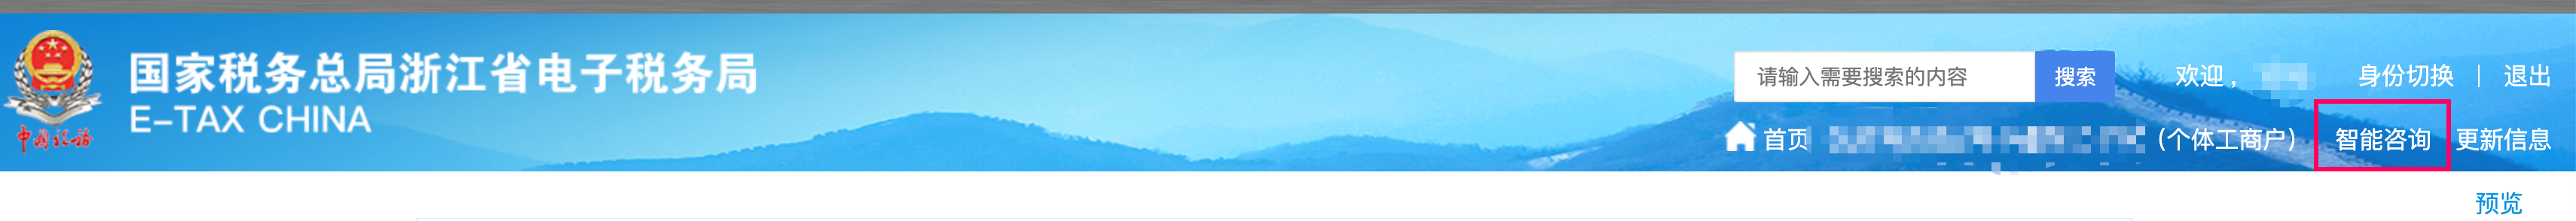 国家税务总局浙江省电子税务局
E-TAX CHINA
中国税务
请输入需要搜索的内容 搜索 欢迎， 身份切换 | 退出
首页 (个体工商户) 智能咨询 更新信息
预览